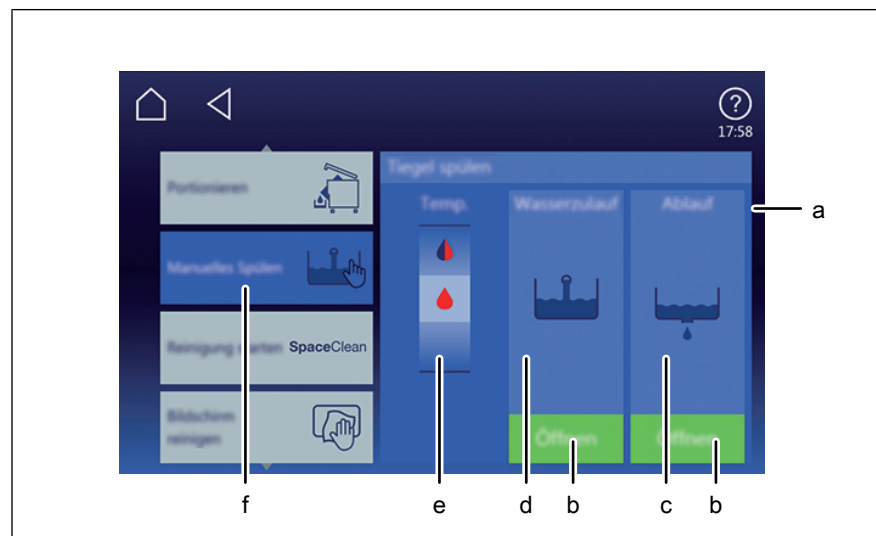 17:58
Portionieren
Tiegel spülen
Temp.
Wasserzulauf
Ablauf
a
Manuelles Spülen
Reinigung starten SpaceClean
Bildschirm
reinigen
Öffnen
Öffnen
f
e
d
b
c
b